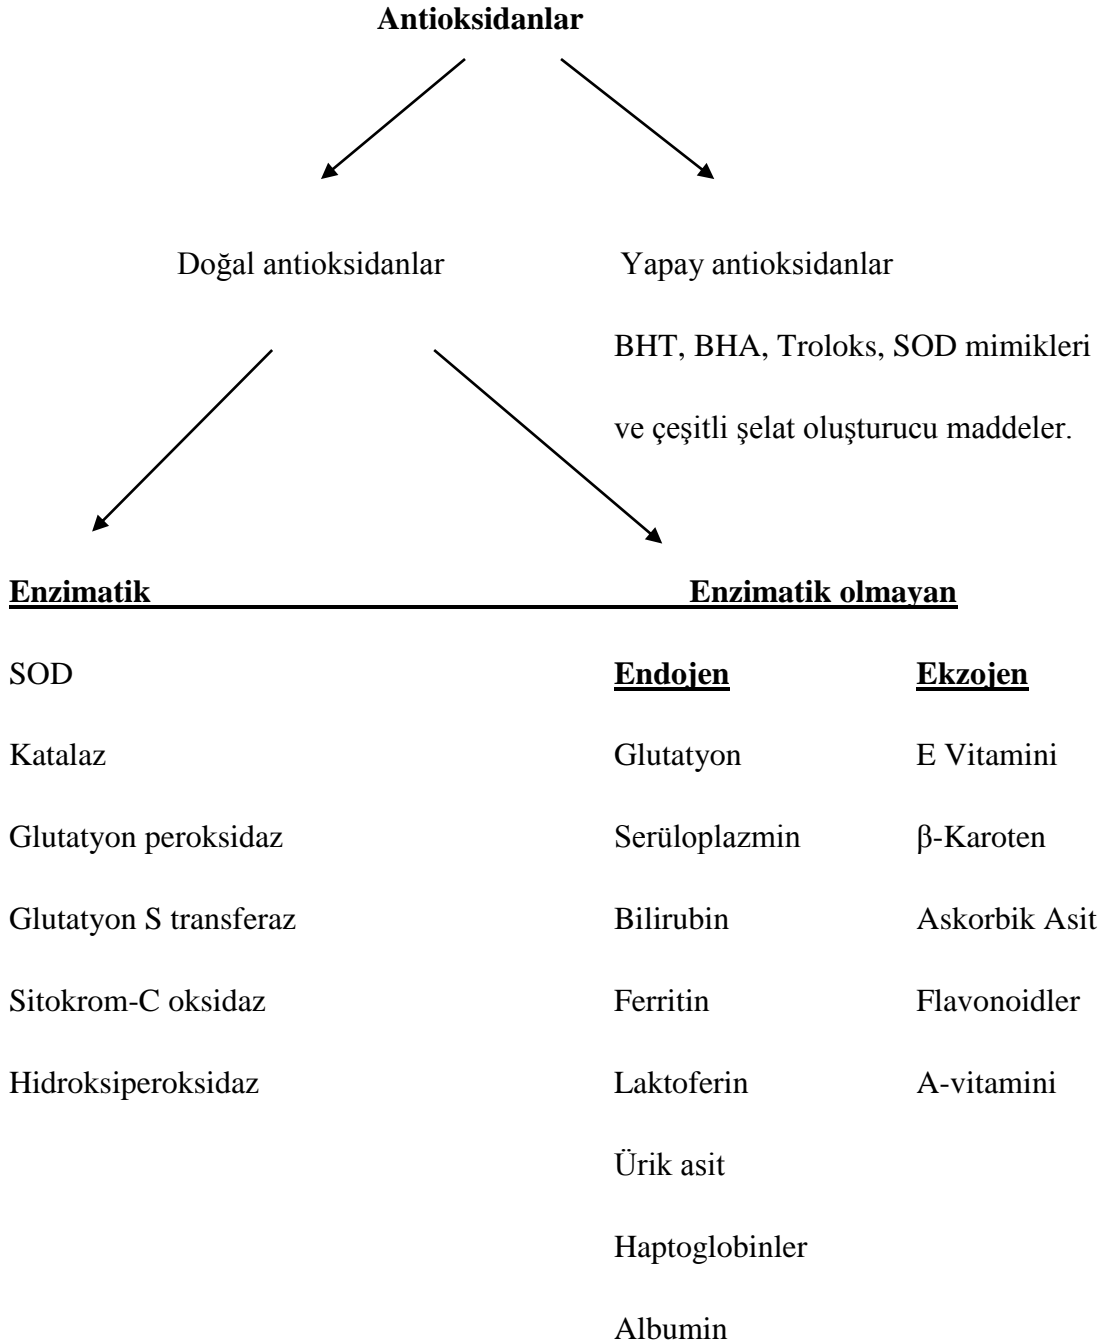 Antioksidanlar
Doğal antioksidanlar Yapay antioksidanlar
BHT, BHA, Troloks, SOD mimikleri
ve çeşitli şelat oluşturucu maddeler.
Enzimatik Enzimatik olmayan
SOD Endojen Ekzojen
Katalaz Glutatyon E Vitamini
Glutatyon peroksidaz Serüloplazmin β-Karoten
Glutatyon S transferaz Bilirubin Askorbik Asit
Sitokrom-C oksidaz Ferritin Flavonoidler
Hidroksiperoksidaz Laktoferin A-vitamini
Ürik asit
Haptoglobinler
Albumin